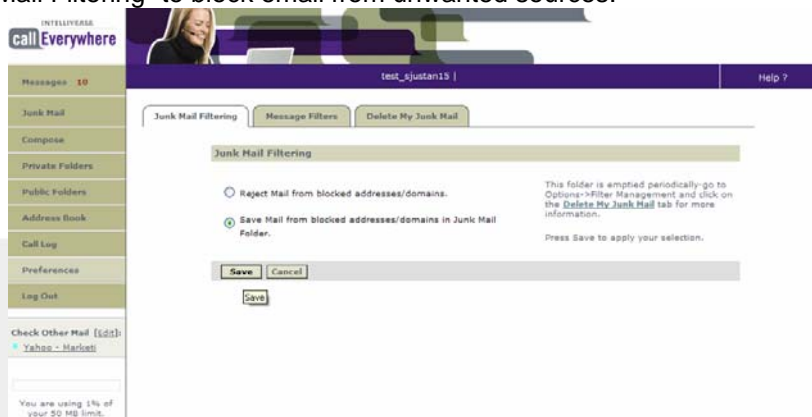 Mail Filtering" to block email from unwanted sources.
INTELLIVERSE
call Everywhere
test_sjustan15 |
Help ?
Messages 10
Junk Mail
Compose
Private Folders
Public Folders
Address Book
Call Log
Preferences
Log Out
Check Other Mail [Edit]:
Yahoo - Marketi
You are using 1% of
your 50 MB limit.
Junk Mail Filtering
Message Filters
Delete My Junk Mail
Junk Mail Filtering
Reject Mail from blocked addresses/domains.
Save Mail from blocked addresses/domains in Junk Mail
Folder.
This folder is emptied periodically-go to
Options->Filter Management and click on
the Delete My Junk Mail tab for more
information.
Press Save to apply your selection.
Save
Cancel
Save